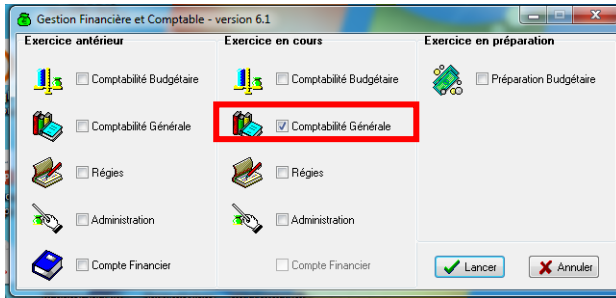 Gestion Financière et Comptable - version 6.1
Exercice antérieur
Exercice en cours
Exercice en préparation
Comptabilité Budgétaire
Comptabilité Budgétaire
Préparation Budgétaire
Comptabilité Générale
Comptabilité Générale
Régies
Régies
Administration
Administration
Compte Financier
Compte Financier
Lancer
Annuler